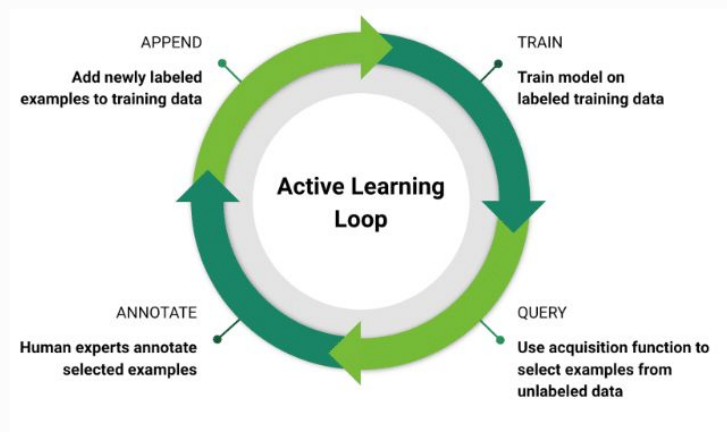 APPEND
Add newly labeled
examples to training data
TRAIN
Train model on
labeled training data
Active Learning
Loop
ANNOTATE
Human experts annotate
selected examples
QUERY
Use acquisition function to
select examples from
unlabeled data